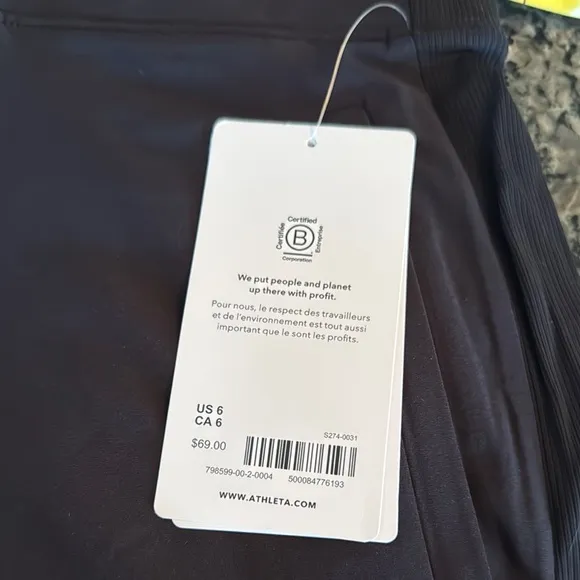 Certified
Certifiée
B
Entreprise
Corporation
We put people and planet
up there with profit.
Pour nous, le respect des travailleurs
et de l'environnement est tout aussi
important que le sont les profits.
US 6
CA 6
S274-0031
$69.00
798599-00-2-0004 500084776193
WWW.ATHLETA.COM